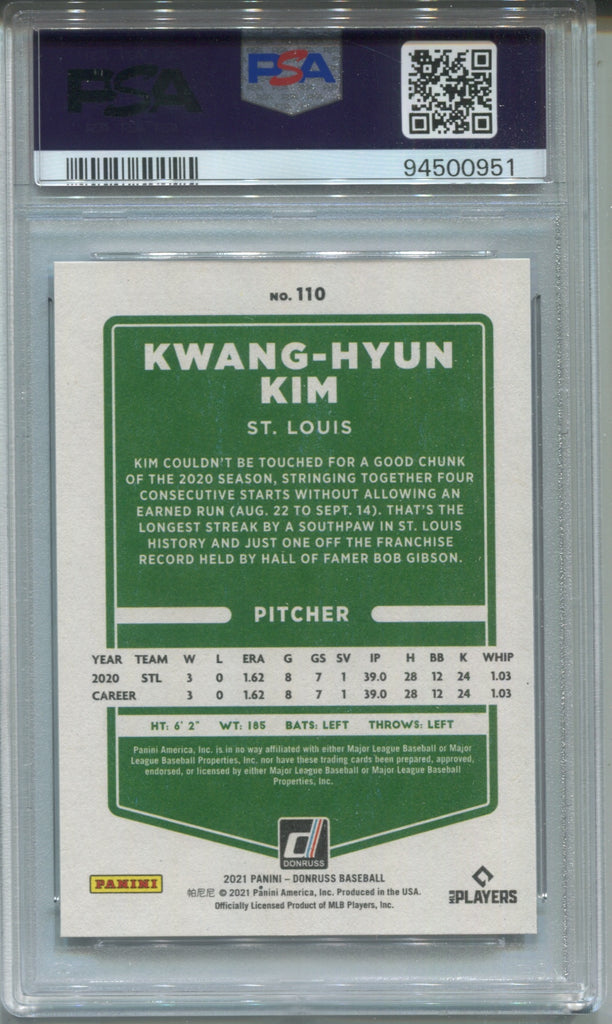 PSA
PSA
94500951
NO. 110
KWANG-HYUN
KIM
ST. LOUIS
KIM COULDN'T BE TOUCHED FOR A GOOD CHUNK
OF THE 2020 SEASON, STRINGING TOGETHER FOUR
CONSECUTIVE STARTS WITHOUT ALLOWING AN
EARNED RUN (AUG. 22 TO SEPT. 14). THAT'S THE
LONGEST STREAK BY A SOUTHPAW IN ST. LOUIS
HISTORY AND JUST ONE OFF THE FRANCHISE
RECORD HELD BY HALL OF FAMER BOB GIBSON.
PITCHER
YEAR TEAM W L ERA G GS SV IP H BB K WHIP
2020 STL 3 0 1.62 8 7 1 39.0 28 12 24 1.03
CAREER 3 0 1.62 8 7 1 39.0 28 12 24 1.03
HT: 6' 2" WT: 185 BATS: LEFT THROWS: LEFT
Panini America, Inc. is in no way affiliated with either Major League Baseball or Major
League Baseball Properties, Inc. nor have these trading cards been prepared, approved,
endorsed, or licensed by either Major League Baseball or Major League Baseball
Properties, Inc.
d
DONRUSS
PANINI
2021 PANINI – DONRUSS BASEBALL
帕尼尼 © 2021 Panini America, Inc. Produced in the USA.
Officially Licensed Product of MLB Players, Inc.
MLB PLAYERS